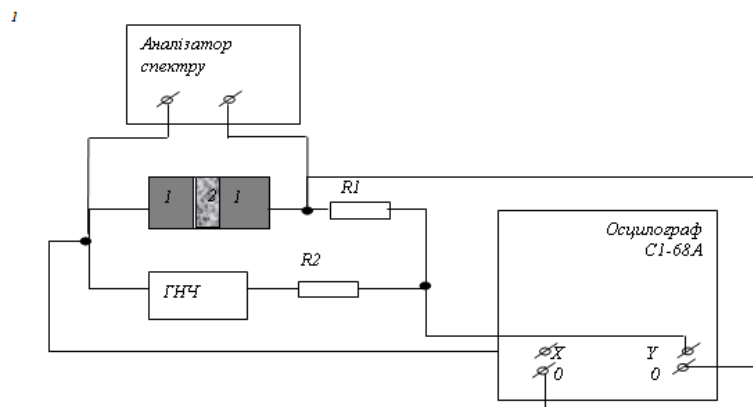 1
Аналізатор
спектру
1 2 1
R1
Осцилограф
С1-68А
R2
ГНЧ
X Y
0 0